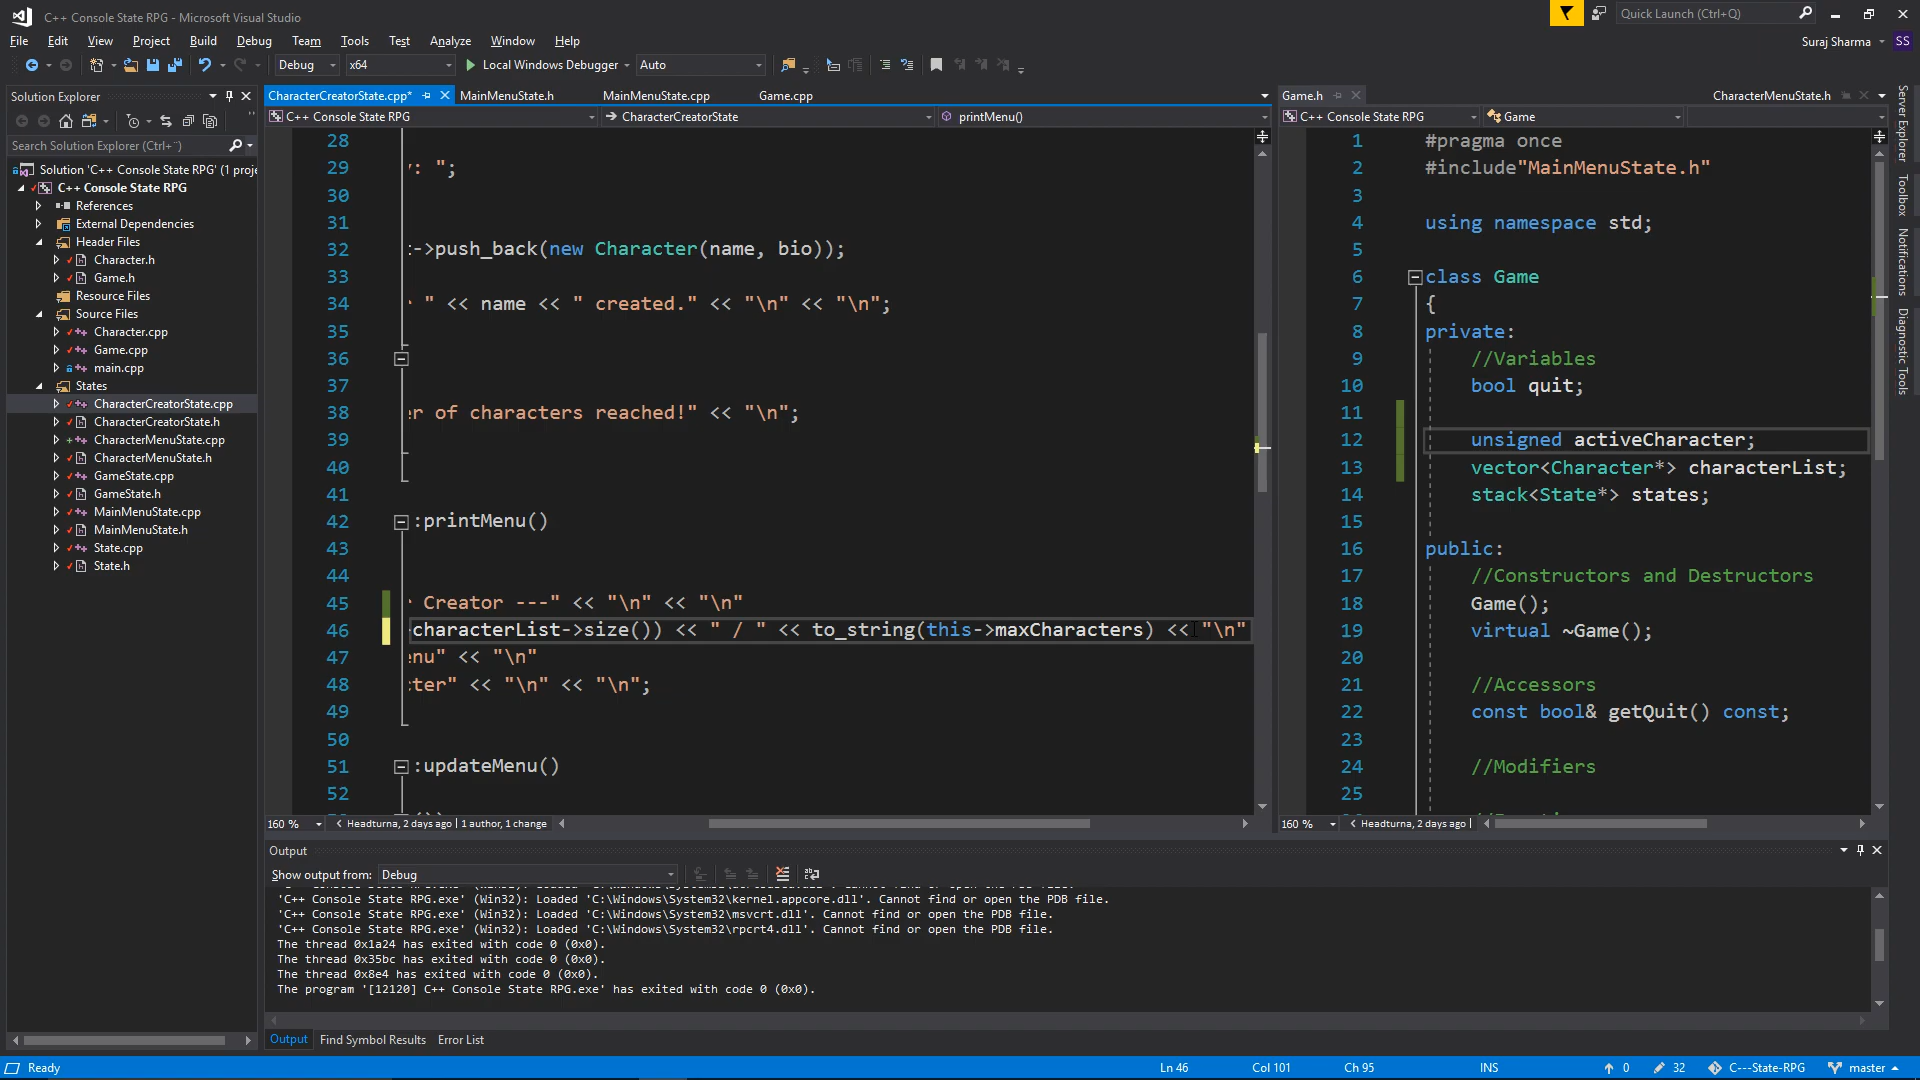 C++ Console State RPG - Microsoft Visual Studio
Quick Launch (Ctrl+Q)
File Edit View Project Build Debug Team Tools Test Analyze Window Help
Suraj Sharma SS
Debug x64 Local Windows Debugger Auto
Solution Explorer
Search Solution Explorer (Ctrl+¨)
Solution 'C++ Console State RPG' (1 proje
C++ Console State RPG
References
External Dependencies
Header Files
Character.h
Game.h
Resource Files
Source Files
Character.cpp
Game.cpp
main.cpp
States
CharacterCreatorState.cpp
CharacterCreatorState.h
CharacterMenuState.cpp
CharacterMenuState.h
GameState.cpp
GameState.h
MainMenuState.cpp
MainMenuState.h
State.cpp
State.h
CharacterCreatorState.cpp* MainMenuState.h MainMenuState.cpp Game.cpp
C++ Console State RPG CharacterCreatorState printMenu()
28
29 : ";
30
31
32 ->push_back(new Character(name, bio));
33
34 " << name << " created." << "\n" << "\n";
35
36
37
38 er of characters reached!" << "\n";
39
40
41
42 :printMenu()
43
44
45 Creator ---" << "\n" << "\n"
46 characterList->size()) << " / " << to_string(this->maxCharacters) << "\n"
47 enu" << "\n"
48 ter" << "\n" << "\n";
49
50
51 :updateMenu()
52
160 % Headturna, 2 days ago | 1 author, 1 change
Game.h CharacterMenuState.h
C++ Console State RPG Game
1 #pragma once
2 #include"MainMenuState.h"
3
4 using namespace std;
5
6 class Game
7 {
8 private:
9 //Variables
10 bool quit;
11
12 unsigned activeCharacter;
13 vector<Character*> characterList;
14 stack<State*> states;
15
16 public:
17 //Constructors and Destructors
18 Game();
19 virtual ~Game();
20
21 //Accessors
22 const bool& getQuit() const;
23
24 //Modifiers
25
160 % Headturna, 2 days ago |
Server Explorer
Toolbox
Notifications
Diagnostic Tools
Output
Show output from: Debug
'C++ Console State RPG.exe' (Win32): Loaded 'C:\Windows\System32\kernel.appcore.dll'. Cannot find or open the PDB file.
'C++ Console State RPG.exe' (Win32): Loaded 'C:\Windows\System32\msvcrt.dll'. Cannot find or open the PDB file.
'C++ Console State RPG.exe' (Win32): Loaded 'C:\Windows\System32\rpcrt4.dll'. Cannot find or open the PDB file.
The thread 0x1a24 has exited with code 0 (0x0).
The thread 0x35bc has exited with code 0 (0x0).
The thread 0x8e4 has exited with code 0 (0x0).
The program '[12120] C++ Console State RPG.exe' has exited with code 0 (0x0).
Output Find Symbol Results Error List
Ready Ln 46 Col 101 Ch 95 INS 0 32 C---State-RPG master